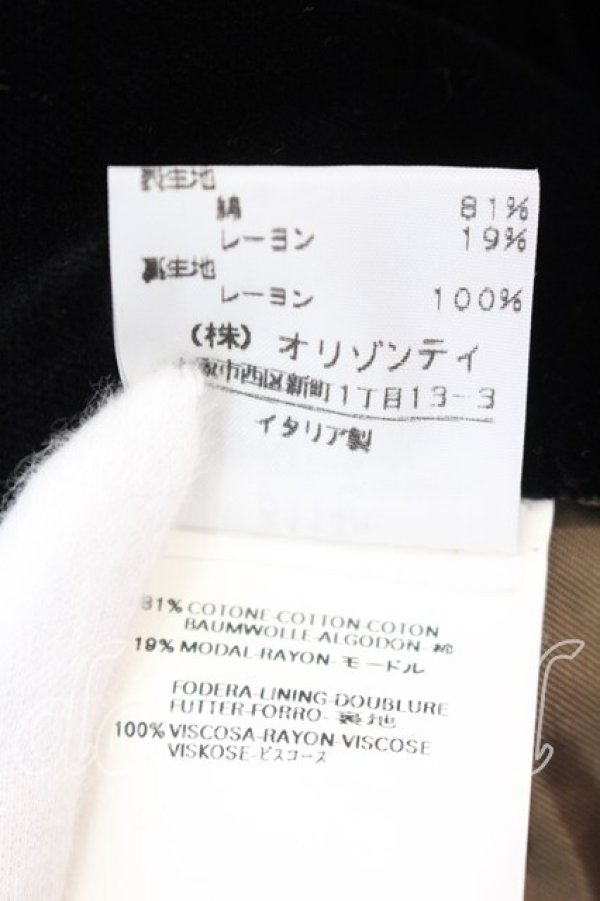 表生地
綿 81%
レーヨン 19%
裏生地
レーヨン 100%
(株) オリゾンティ
市西区新町1丁目13-3
イタリア製
81% COTONE-COTTON-COTON
BAUMWOLLE-ALGODON-綿
19% MODAL-RAYON-モードル
FODERA-LINING-DOUBLURE
FUTTER-FORRO-裏地
100% VISCOSA-RAYON-VISCOSE
VISKOSE-ビスコース